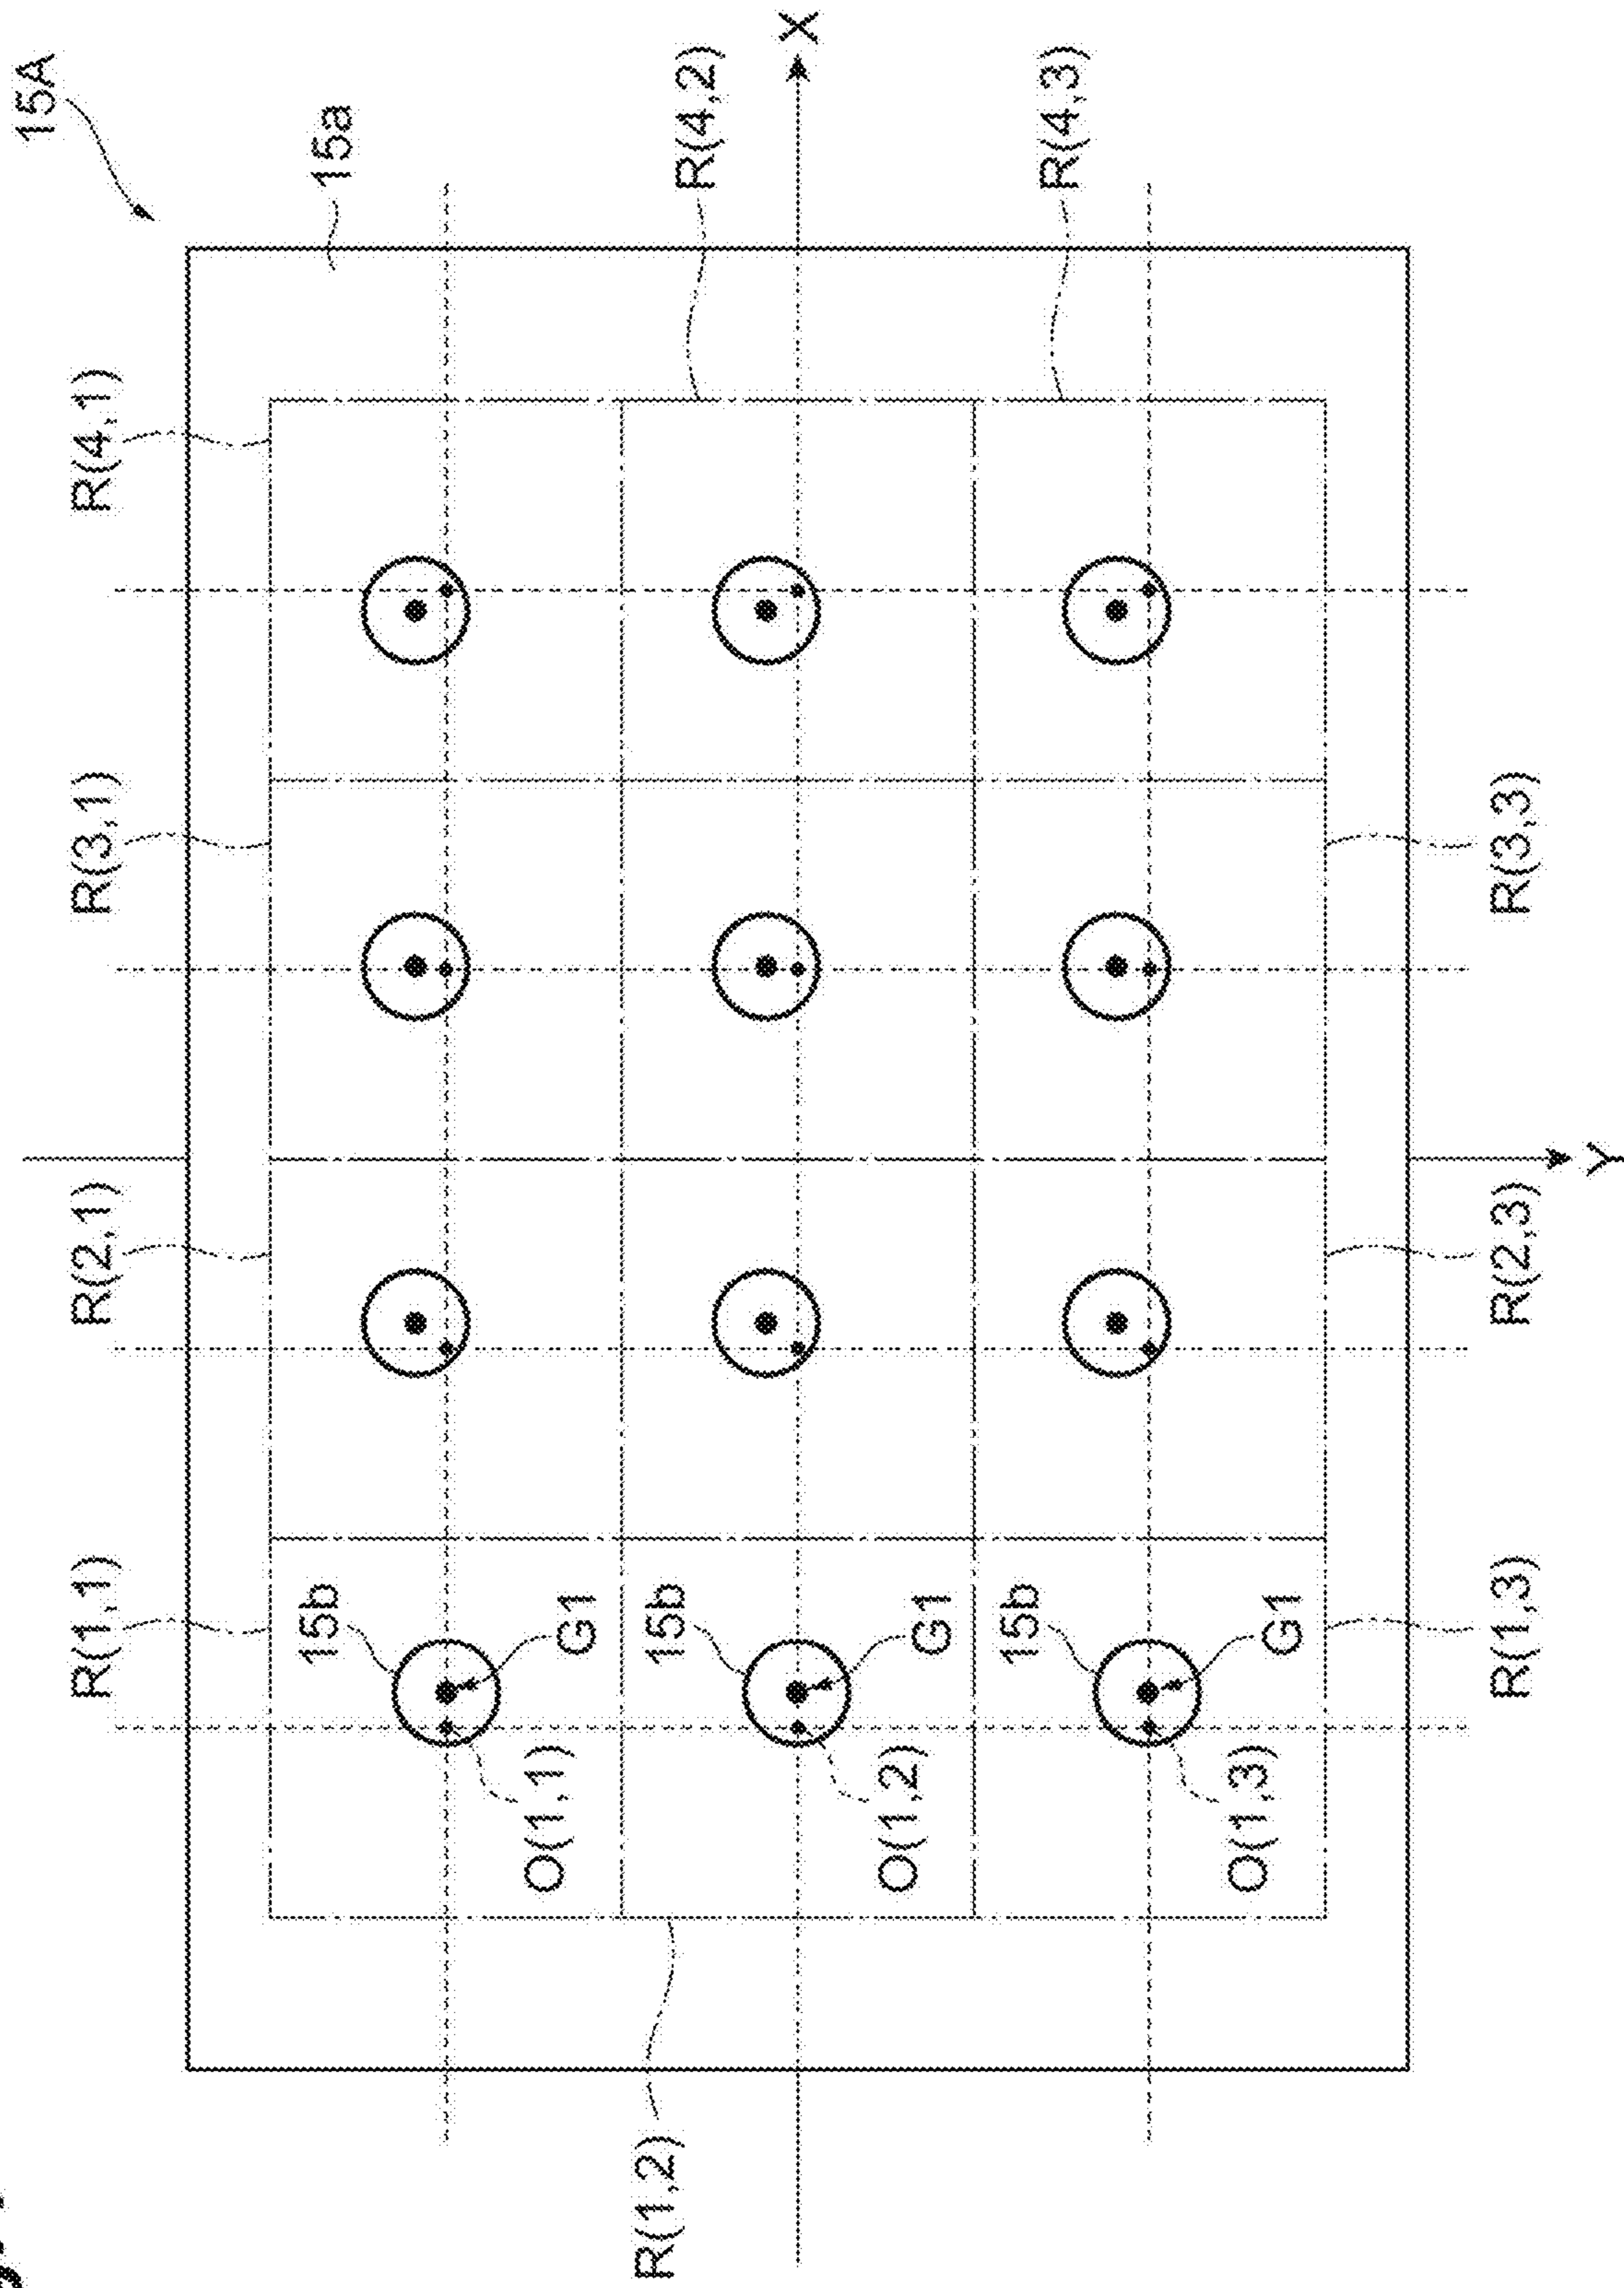 15A
15a
R(1,1)
R(2,1)
R(3,1)
R(4,1)
R(4,2)
X
R(4,3)
R(1,2)
15b
G1
O(1,1)
15b
G1
O(1,2)
15b
G1
O(1,3)
R(1,3)
R(2,3)
Y
R(3,3)